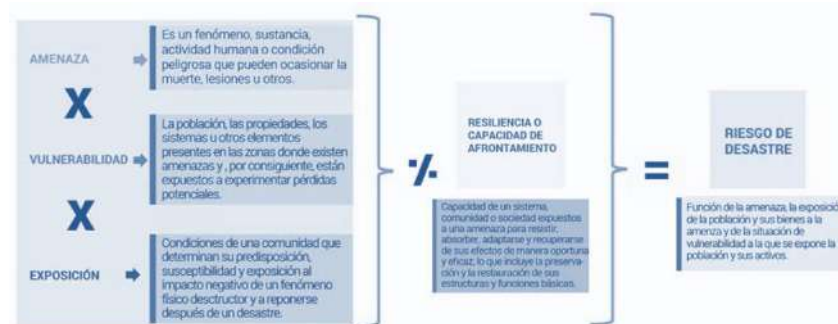 AMENAZA
Es un fenómeno, sustancia,
actividad humana o condición
peligrosa que pueden ocasionar la
muerte, lesiones u otros.
X
VULNERABILIDAD
La población, las propiedades, los
sistemas u otros elementos
presentes en las zonas donde existen
amenazas y , por consiguiente, están
expuestos a experimentar pérdidas
potenciales.
X
EXPOSICIÓN
Condiciones de una comunidad que
determinan su predisposición,
susceptibilidad y exposición al
impacto negativo de un fenómeno
físico desctructor y a reponerse
después de un desastre.
RESILIENCIA O
CAPACIDAD DE
AFRONTAMIENTO
Capacidad de un sistema,
comunidad o sociedad expuestos
a una amenaza para resistir,
absorber, adaptarse y recuperarse
de sus efectos de manera oportuna
y eficaz, lo que incluye la preserva-
ción y la restauración de sus
estructuras y funciones básicas.
=
RIESGO DE
DESASTRE
Función de la amenaza, la exposición
de la población y sus bienes a la
amenza y de la situación de
vulnerabilidad a la que se expone la
población y sus activos.